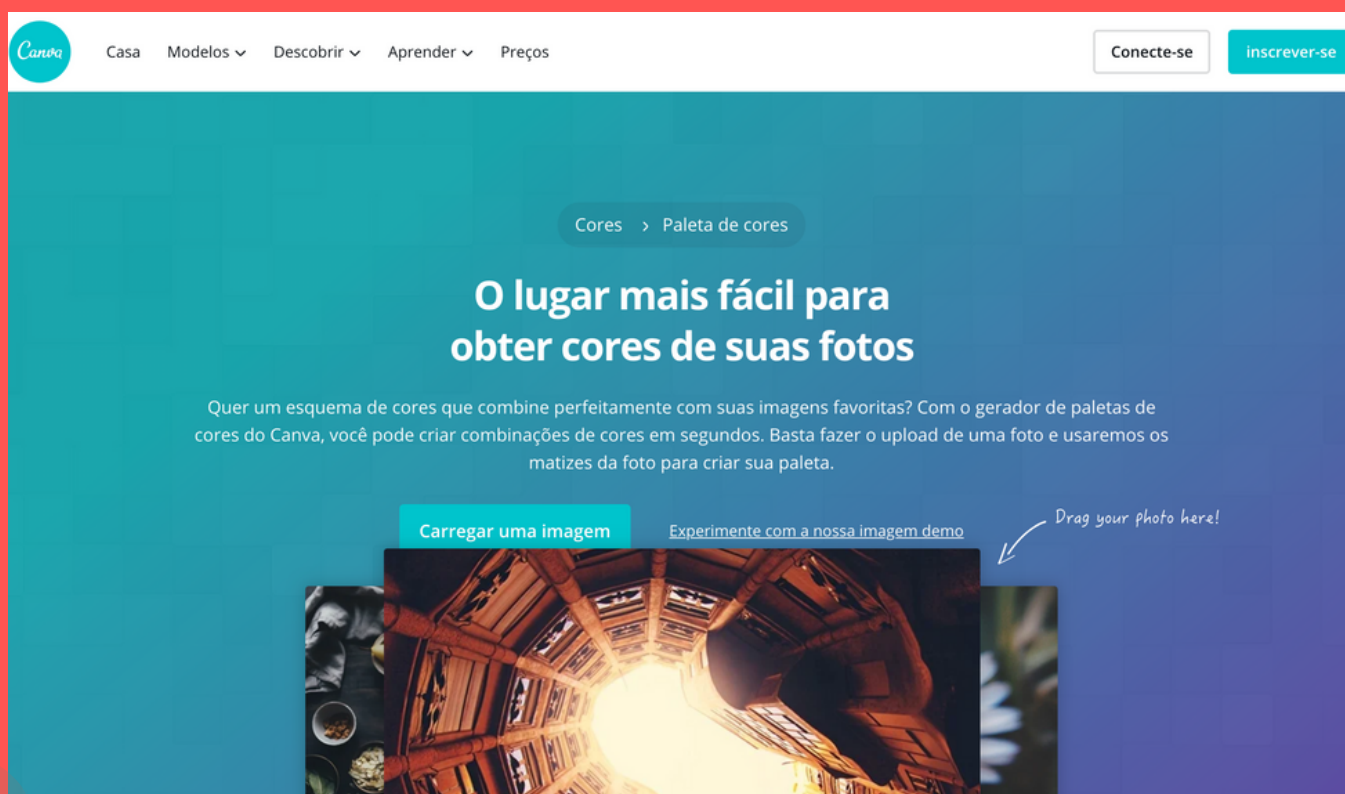 Canva
Casa Modelos Descobrir Aprender Preços
Conecte-se inscrever-se
Cores > Paleta de cores
O lugar mais fácil para
obter cores de suas fotos
Quer um esquema de cores que combine perfeitamente com suas imagens favoritas? Com o gerador de paletas de
cores do Canva, você pode criar combinações de cores em segundos. Basta fazer o upload de uma foto e usaremos os
matizes da foto para criar sua paleta.
Carregar uma imagem
Experimente com a nossa imagem demo
Drag your photo here!